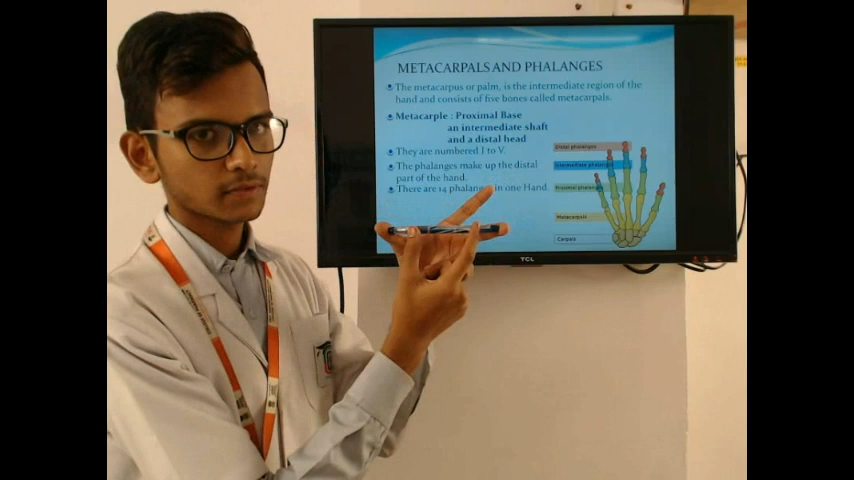 METACARPALS AND PHALANGES
The metacarpus or palm, is the intermediate region of the
hand and consists of five bones called metacarpals.
Metacarple : Proximal Base
an intermediate shaft
and a distal head
They are numbered I to V.
The phalanges make up the distal
part of the hand.
There are 14 phalanges in one Hand.
Distal phalanges
Intermediate phalanges
Proximal phalanges
Metacarpals
Carpals
TCL